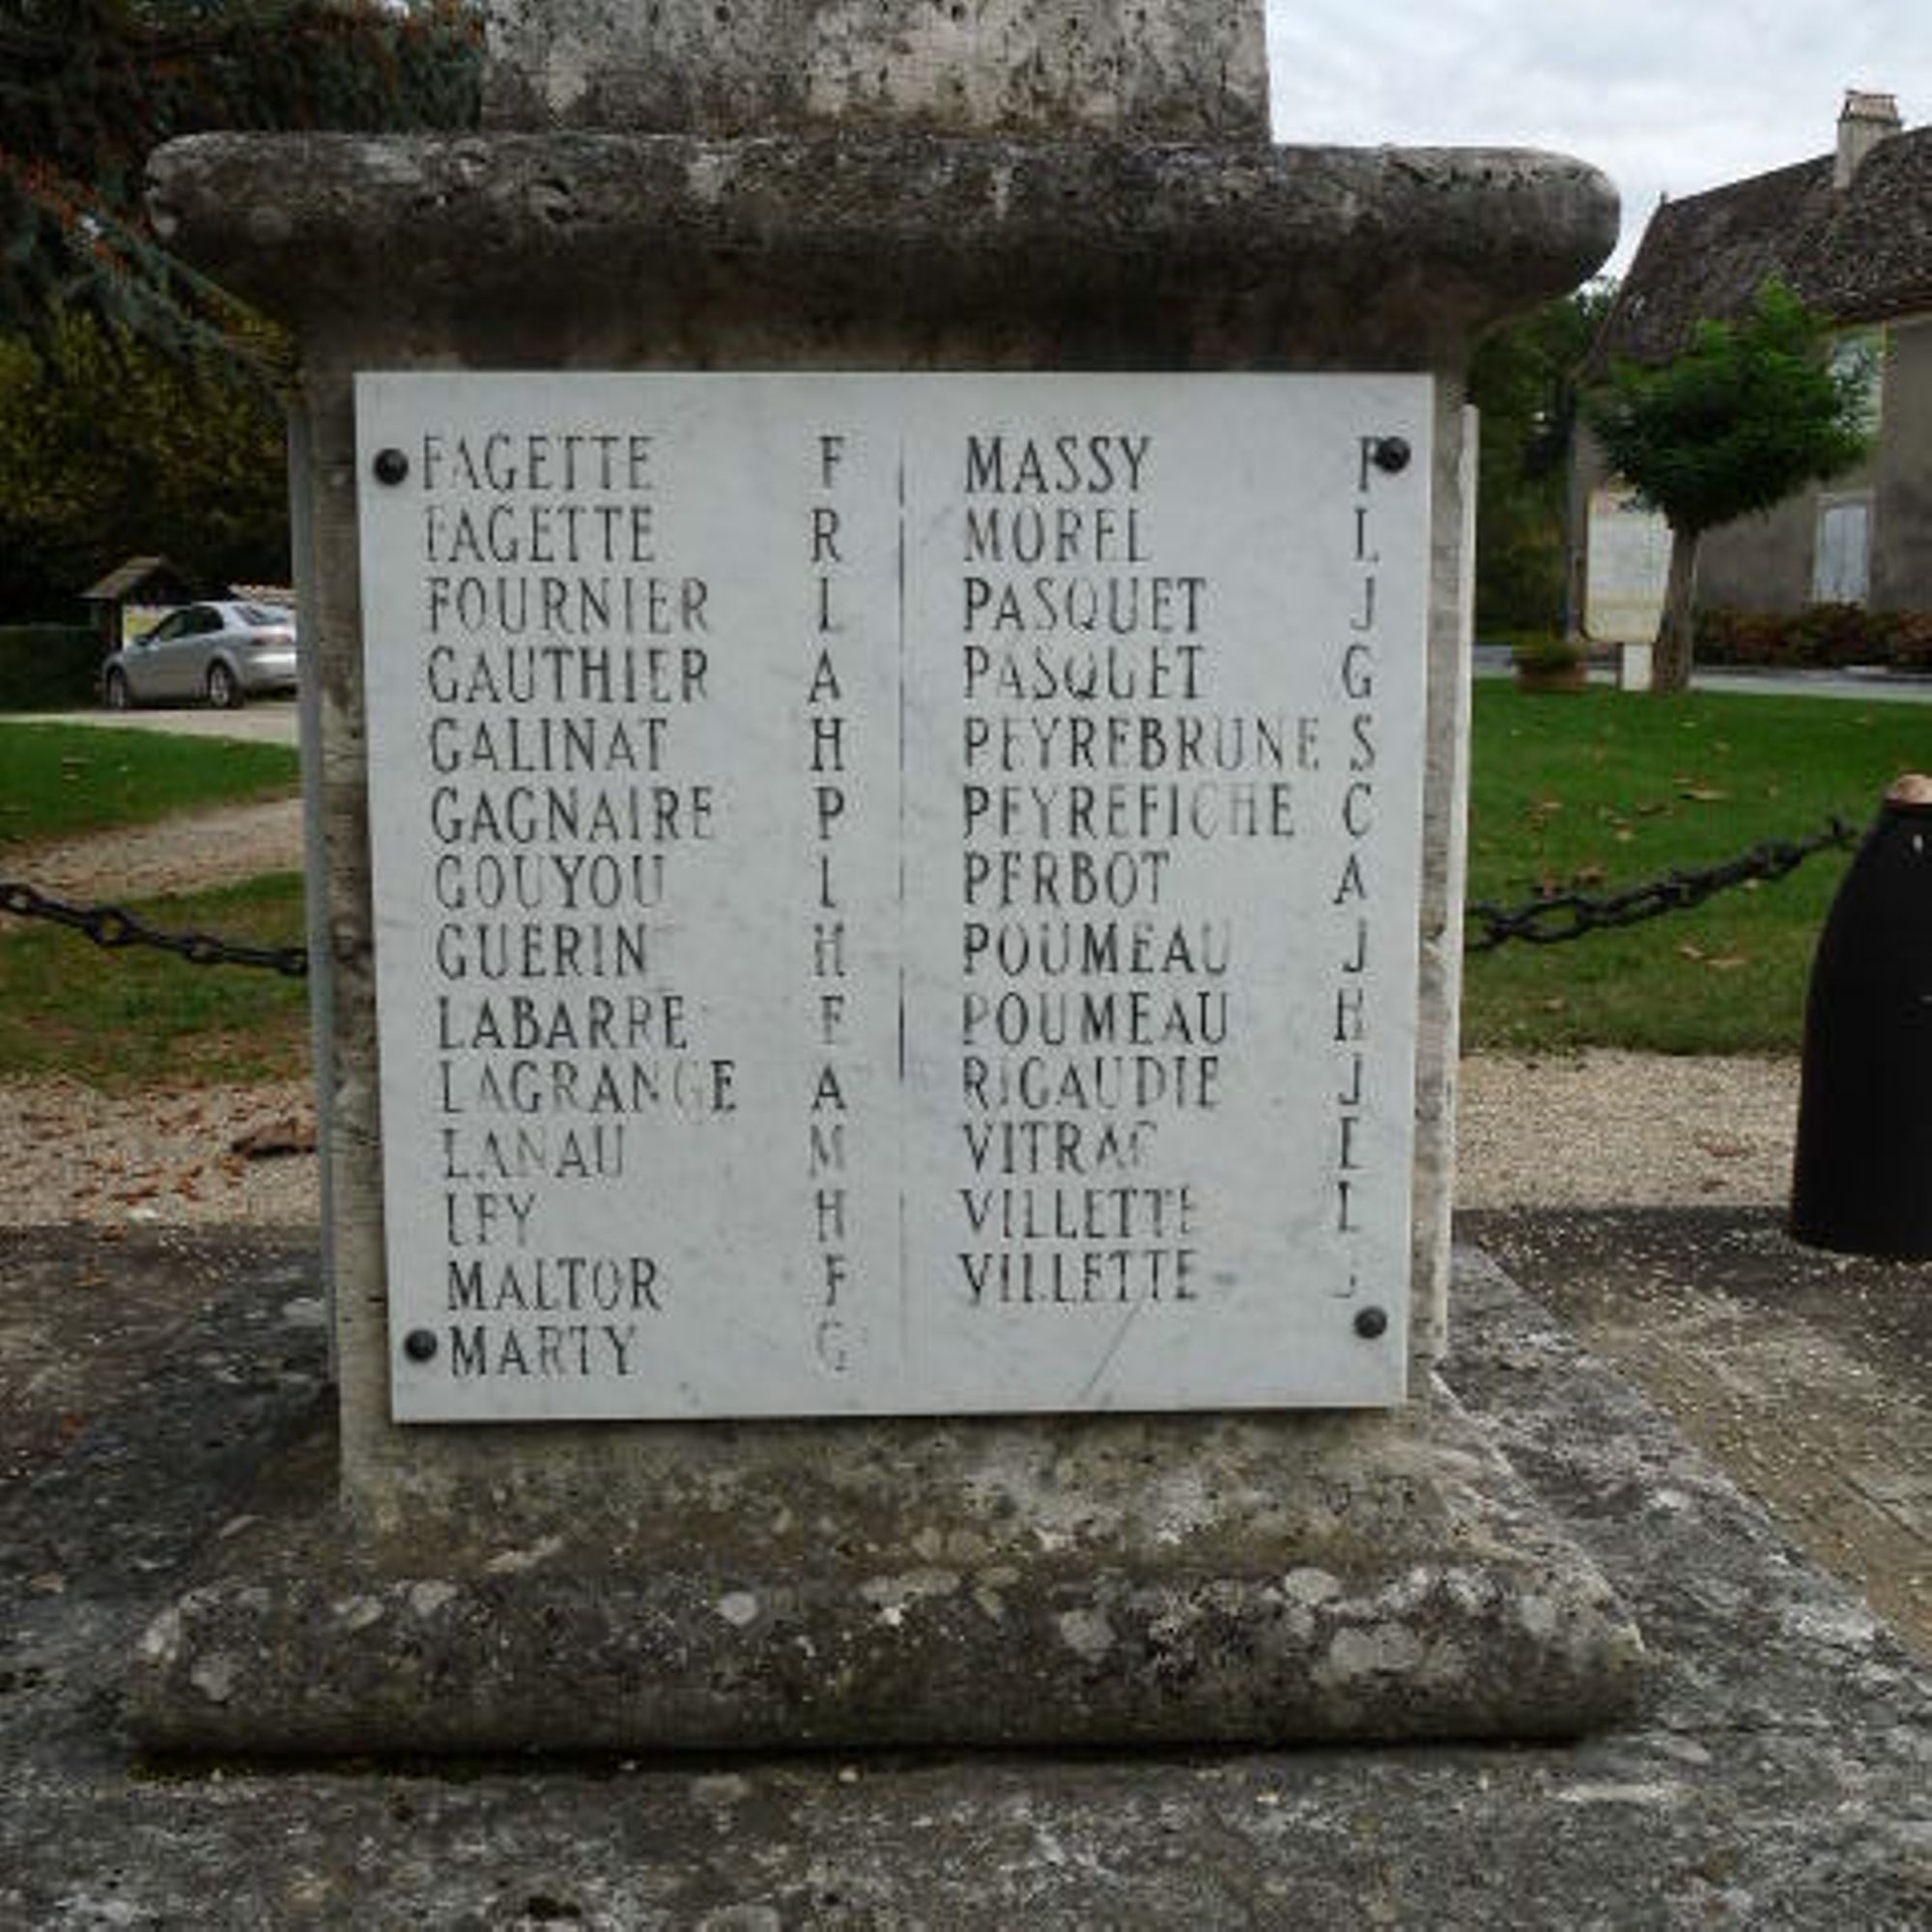 FAGETTE F
FAGETTE R
FOURNIER L
GAUTHIER A
GALINAT H
GAGNAIRE P
GOUYOU L
GUERIN H
LABARRE F
LAGRANGE A
LANAU M
LEY H
MALTOR F
MARTY G
MASSY
MOREL L
PASQUET J
PASQUET G
PEYREBRUNE S
PEYREFICHE C
PERBOT A
POUMEAU J
POUMEAU H
RIGAUDIE J
VITRAC E
VILLETTE L
VILLETTE